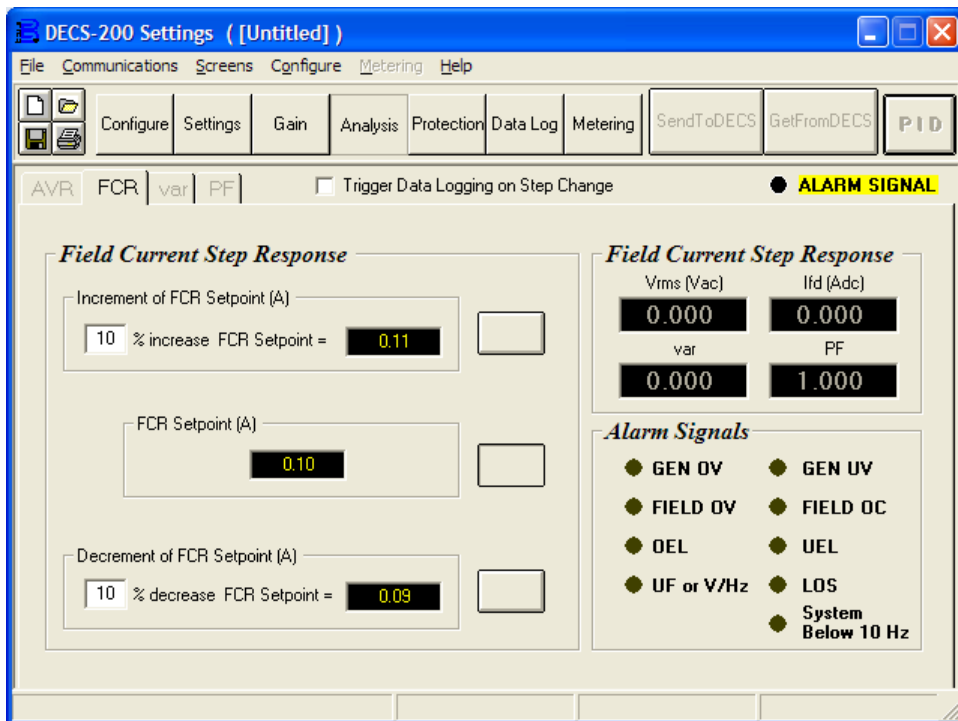 DECS-200 Settings ( [Untitled] )
File Communications Screens Configure Metering Help
Configure Settings Gain Analysis Protection Data Log Metering SendToDECS GetFromDECS PID
AVR FCR var PF Trigger Data Logging on Step Change ALARM SIGNAL
Field Current Step Response
Increment of FCR Setpoint (A)
10 % increase FCR Setpoint = 0.11
FCR Setpoint (A)
0.10
Decrement of FCR Setpoint (A)
10 % decrease FCR Setpoint = 0.09
Field Current Step Response
Vrms (Vac) Ifd (Adc)
0.000 0.000
var PF
0.000 1.000
Alarm Signals
GEN OV GEN UV
FIELD OV FIELD OC
OEL UEL
UF or V/Hz LOS
System
Below 10 Hz